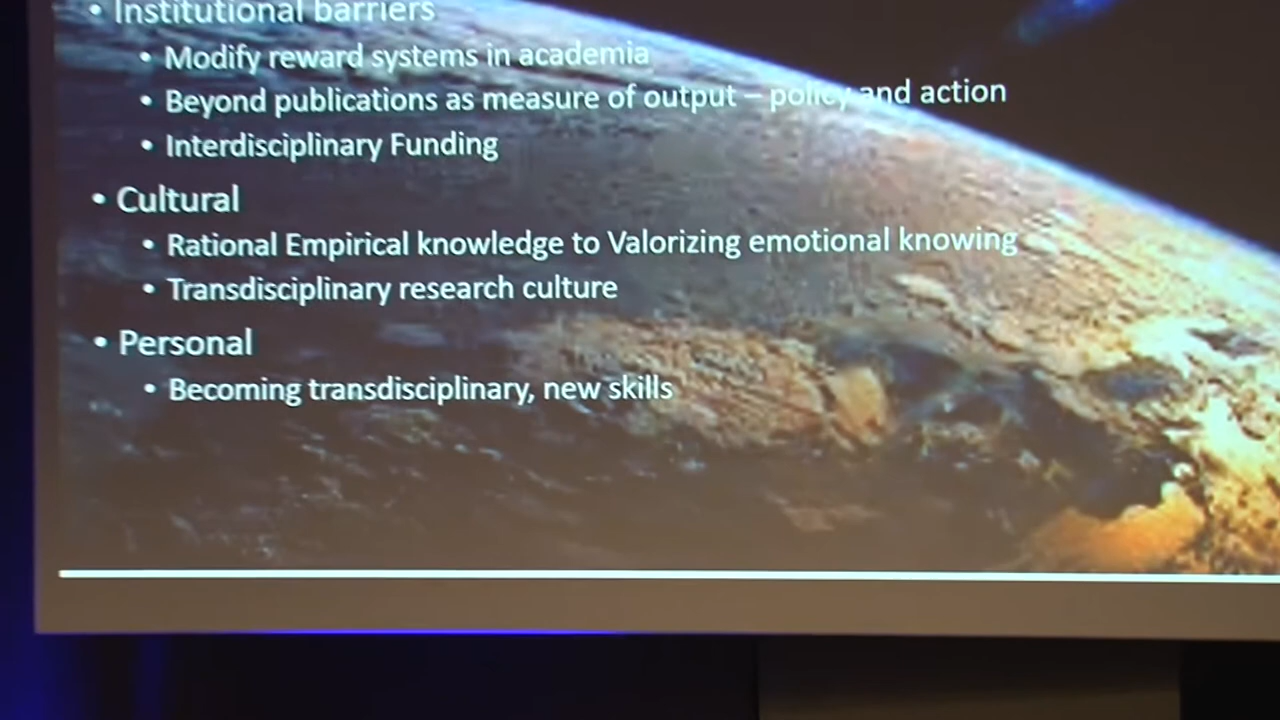 • Institutional barriers
• Modify reward systems in academia
• Beyond publications as measure of output – policy and action
• Interdisciplinary Funding
• Cultural
• Rational Empirical knowledge to Valorizing emotional knowing
• Transdisciplinary research culture
• Personal
• Becoming transdisciplinary, new skills